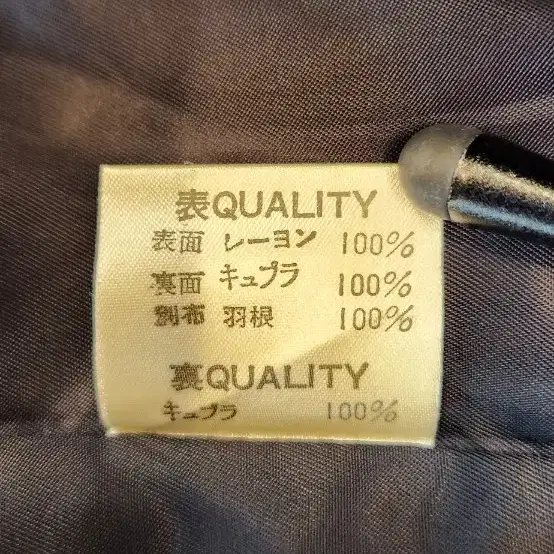 表QUALITY
表面 レーヨン 100%
裏面 キュプラ 100%
別布 羽根 100%
裏QUALITY
キュプラ 100%